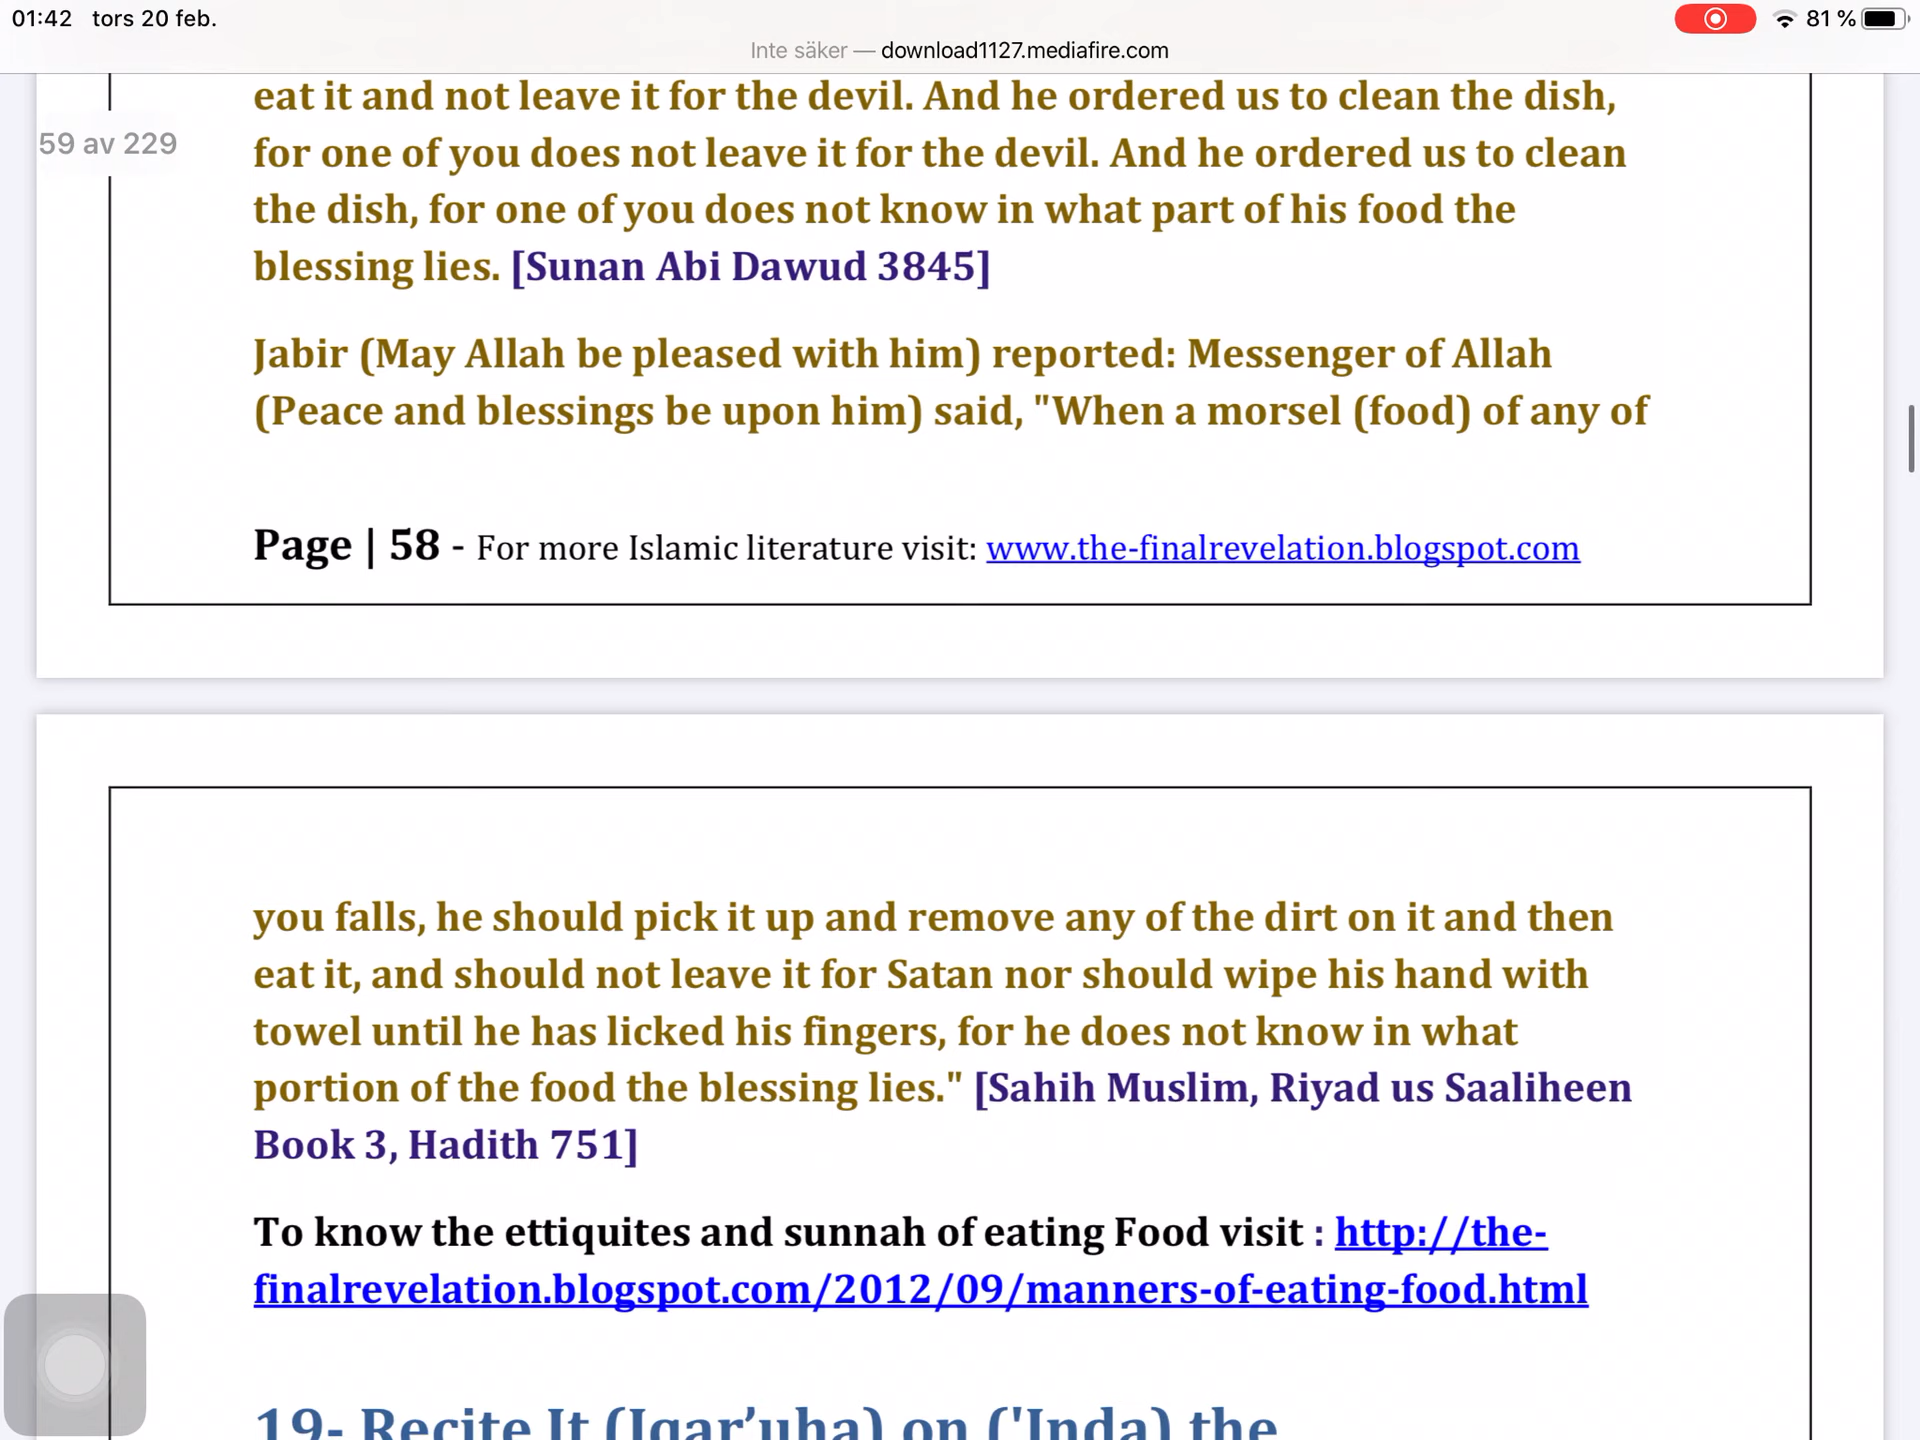 01:42 tors 20 feb.
81 %
Inte säker — download1127.mediafire.com
eat it and not leave it for the devil. And he ordered us to clean the dish,
59 av 229
for one of you does not leave it for the devil. And he ordered us to clean
the dish, for one of you does not know in what part of his food the
blessing lies. [Sunan Abi Dawud 3845]
Jabir (May Allah be pleased with him) reported: Messenger of Allah
(Peace and blessings be upon him) said, "When a morsel (food) of any of
Page | 58 - For more Islamic literature visit: www.the-finalrevelation.blogspot.com
you falls, he should pick it up and remove any of the dirt on it and then
eat it, and should not leave it for Satan nor should wipe his hand with
towel until he has licked his fingers, for he does not know in what
portion of the food the blessing lies." [Sahih Muslim, Riyad us Saaliheen
Book 3, Hadith 751]
To know the ettiquites and sunnah of eating Food visit : http://the-
finalrevelation.blogspot.com/2012/09/manners-of-eating-food.html
19- Recite It (Iqar’uha) on ('Inda) the